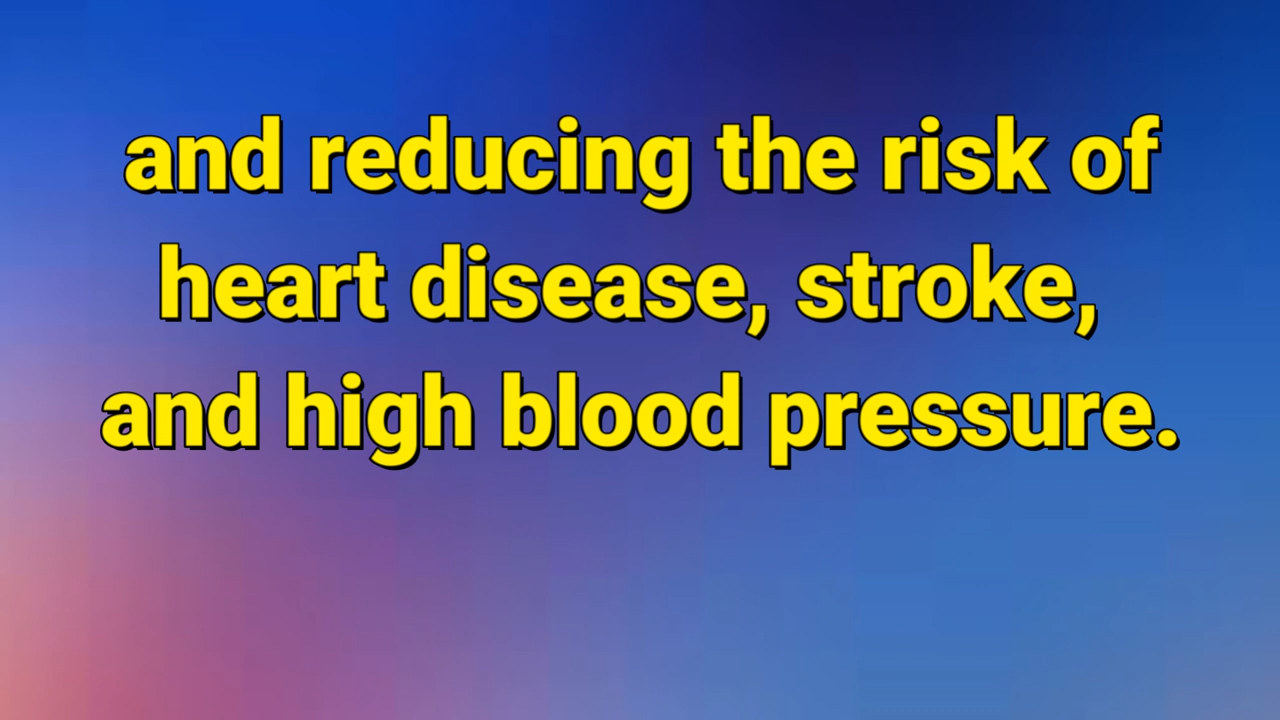 and reducing the risk of
heart disease, stroke,
and high blood pressure.